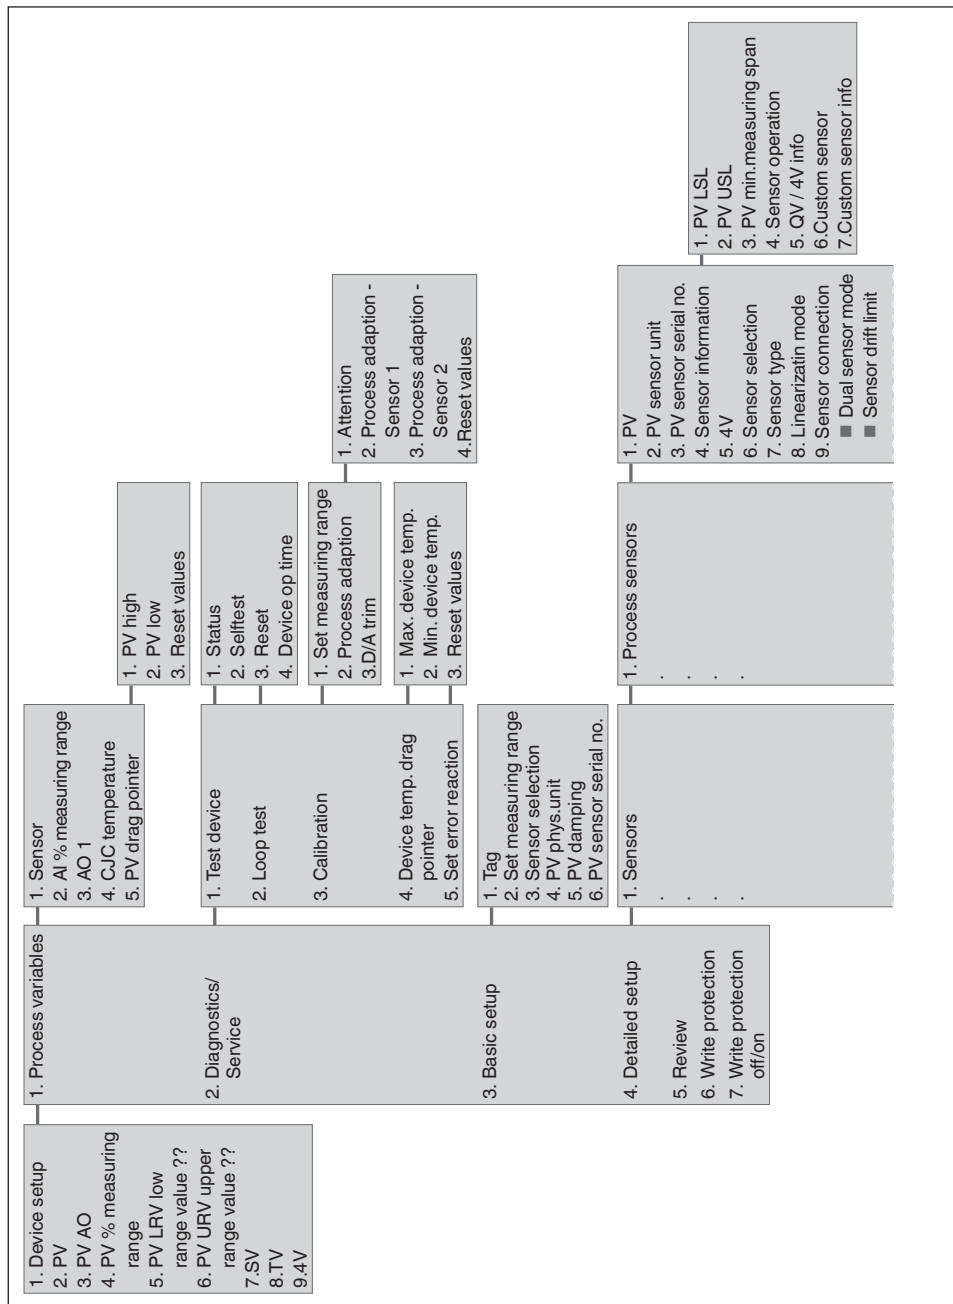 1. Device setup
2. PV
3. PV AO
4. PV % measuring
range
5. PV LRV low
range value ??
6. PV URV upper
range value ??
7.SV
8.TV
9.4V
1. Process variables
2. Diagnostics/
Service
3. Basic setup
4. Detailed setup
5. Review
6. Write protection
7. Write protection
off/on
1. Sensor
2. AI % measuring range
3. AO 1
4. CJC temperature
5. PV drag pointer
1. PV high
2. PV low
3. Reset values
1. Test device
2. Loop test
3. Calibration
4. Device temp. drag
pointer
5. Set error reaction
1. Status
2. Selftest
3. Reset
4. Device op time
1. Set measuring range
2. Process adaption
3.D/A trim
1. Attention
2. Process adaption -
Sensor 1
3. Process adaption -
Sensor 2
4.Reset values
1. Max. device temp.
2. Min. device temp.
3. Reset values
1. Tag
2. Set measuring range
3. Sensor selection
4. PV phys.unit
5. PV damping
6. PV sensor serial no.
1. Sensors
.
.
.
.
1. Process sensors
.
.
.
.
1. PV
2. PV sensor unit
3. PV sensor serial no.
4. Sensor information
5. 4V
6. Sensor selection
7. Sensor type
8. Linearizatin mode
9. Sensor connection
■ Dual sensor mode
■ Sensor drift limit
1. PV LSL
2. PV USL
3. PV min.measuring span
4. Sensor operation
5. QV / 4V info
6.Custom sensor
7.Custom sensor info